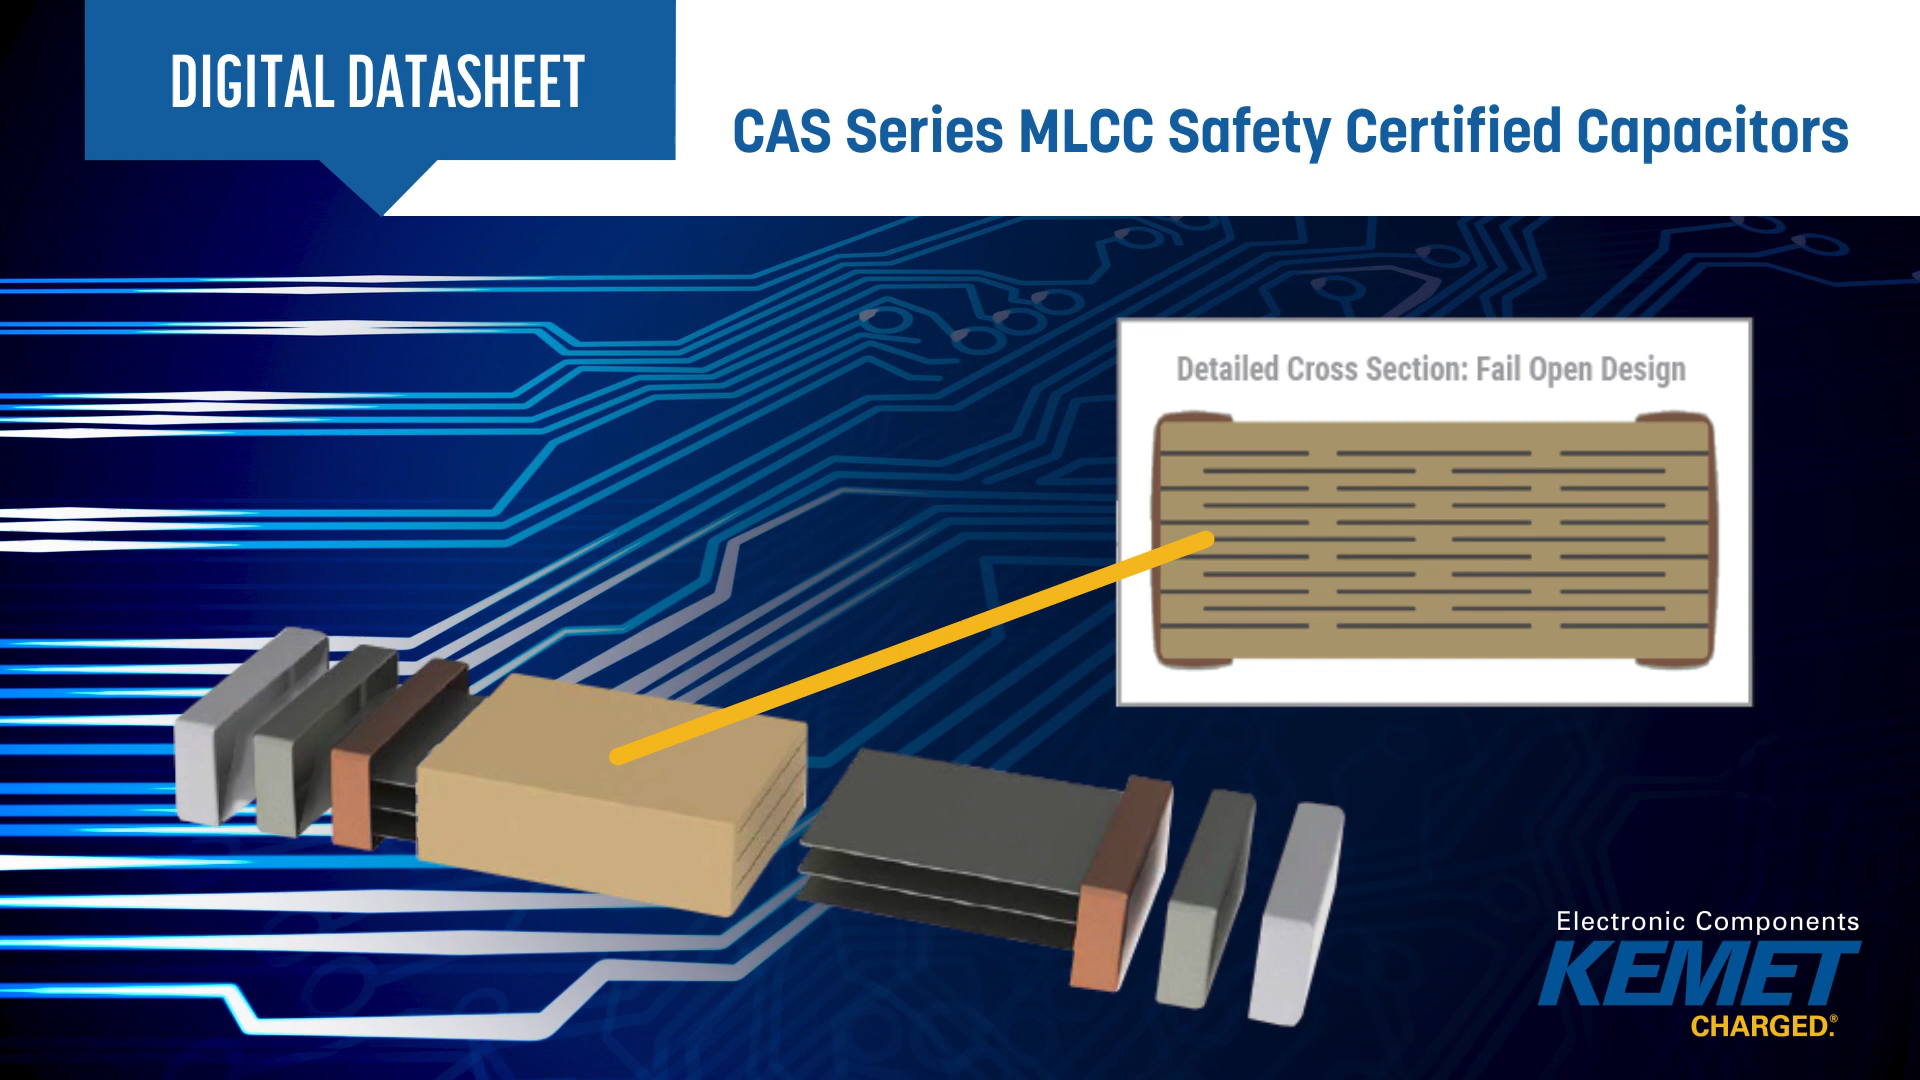 DIGITAL DATASHEET
CAS Series MLCC Safety Certified Capacitors
Detailed Cross Section: Fail Open Design
Electronic Components
KEMET
CHARGED.®